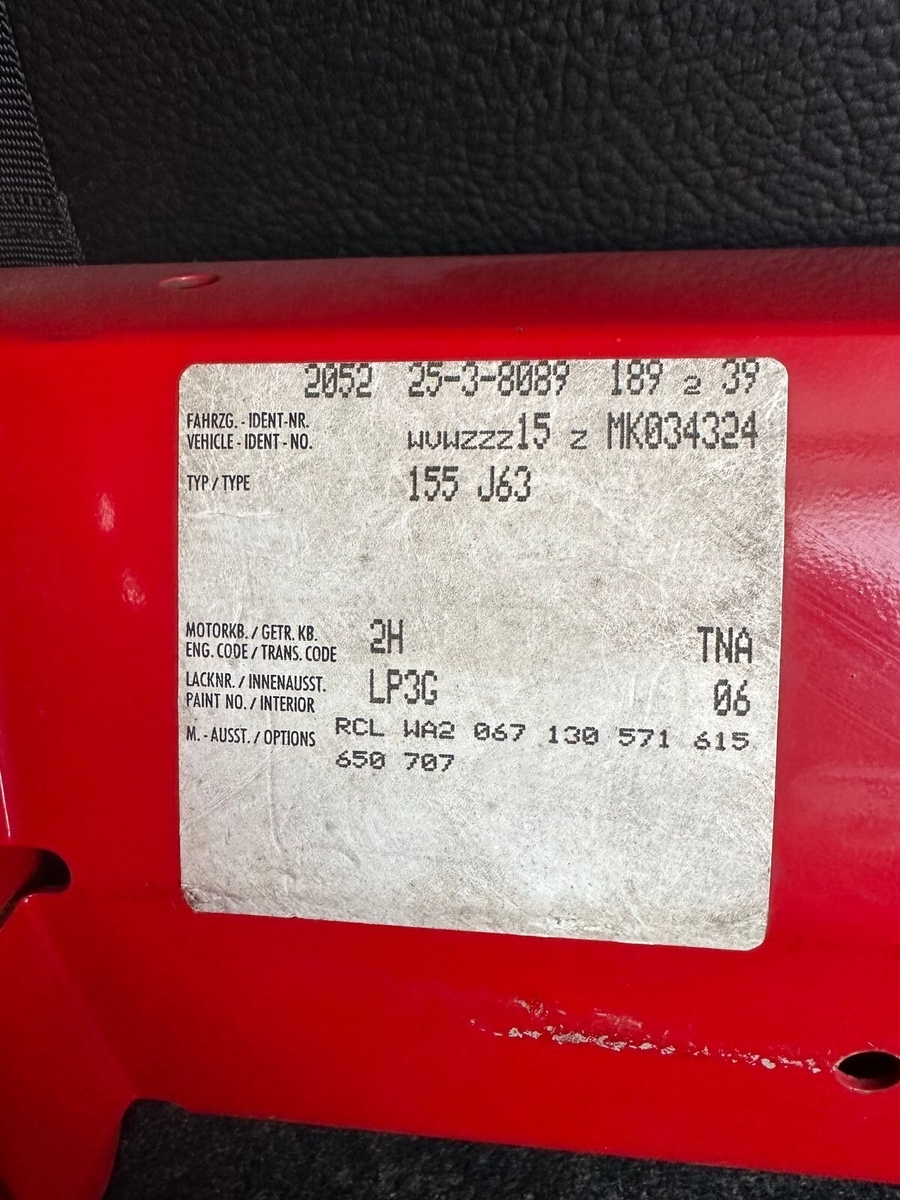 2052 25-3-8089 189 2 39
FAHRZG. - IDENT-NR.
VEHICLE - IDENT - NO. WVWZZZ15 Z MK034324
TYP / TYPE 155 J63
MOTORKB. / GETR. KB.
ENG. CODE / TRANS. CODE 2H TNA
LACKNR. / INNENAUSST.
PAINT NO. / INTERIOR LP3G 06
M. - AUSST. / OPTIONS RCL WA2 067 130 571 615
650 707